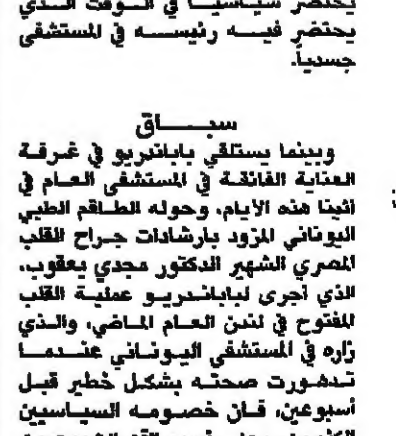 يحتضر سياسيا في الوقت الذي
يحتضر فيه رئيسه في المستشفى
جسدياً.
سباق
وبينما يستلقي باباندريو في غرفة
العناية الفائقة في المستشفى العام في
أثينا هذه الايام، وحوله الطاقم الطبي
اليوناني المزود بارشادات جراح القلب
المصري الشهير الدكتور مجدي يعقوب،
الذي أجرى لباباندريو عملية القلب
المفتوح في لندن العام الماضي، والذي
زاره في المستشفى اليوناني عندما
تدهورت صحته بشكل خطير قبل
أسبوعين، فان خصومه السياسيين